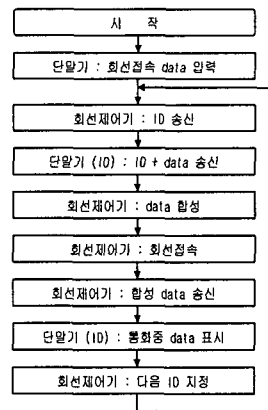 시 작
단말기 : 회선접속 data 입력
회선제어기 : ID 송신
단말기 (ID) : ID + data 송신
회선제어기 : data 합성
회선제어기 : 회선접속
회선제어기 : 합성 data 송신
단말기 (ID) : 통화중 data 표시
회선제어기 : 다음 ID 지정